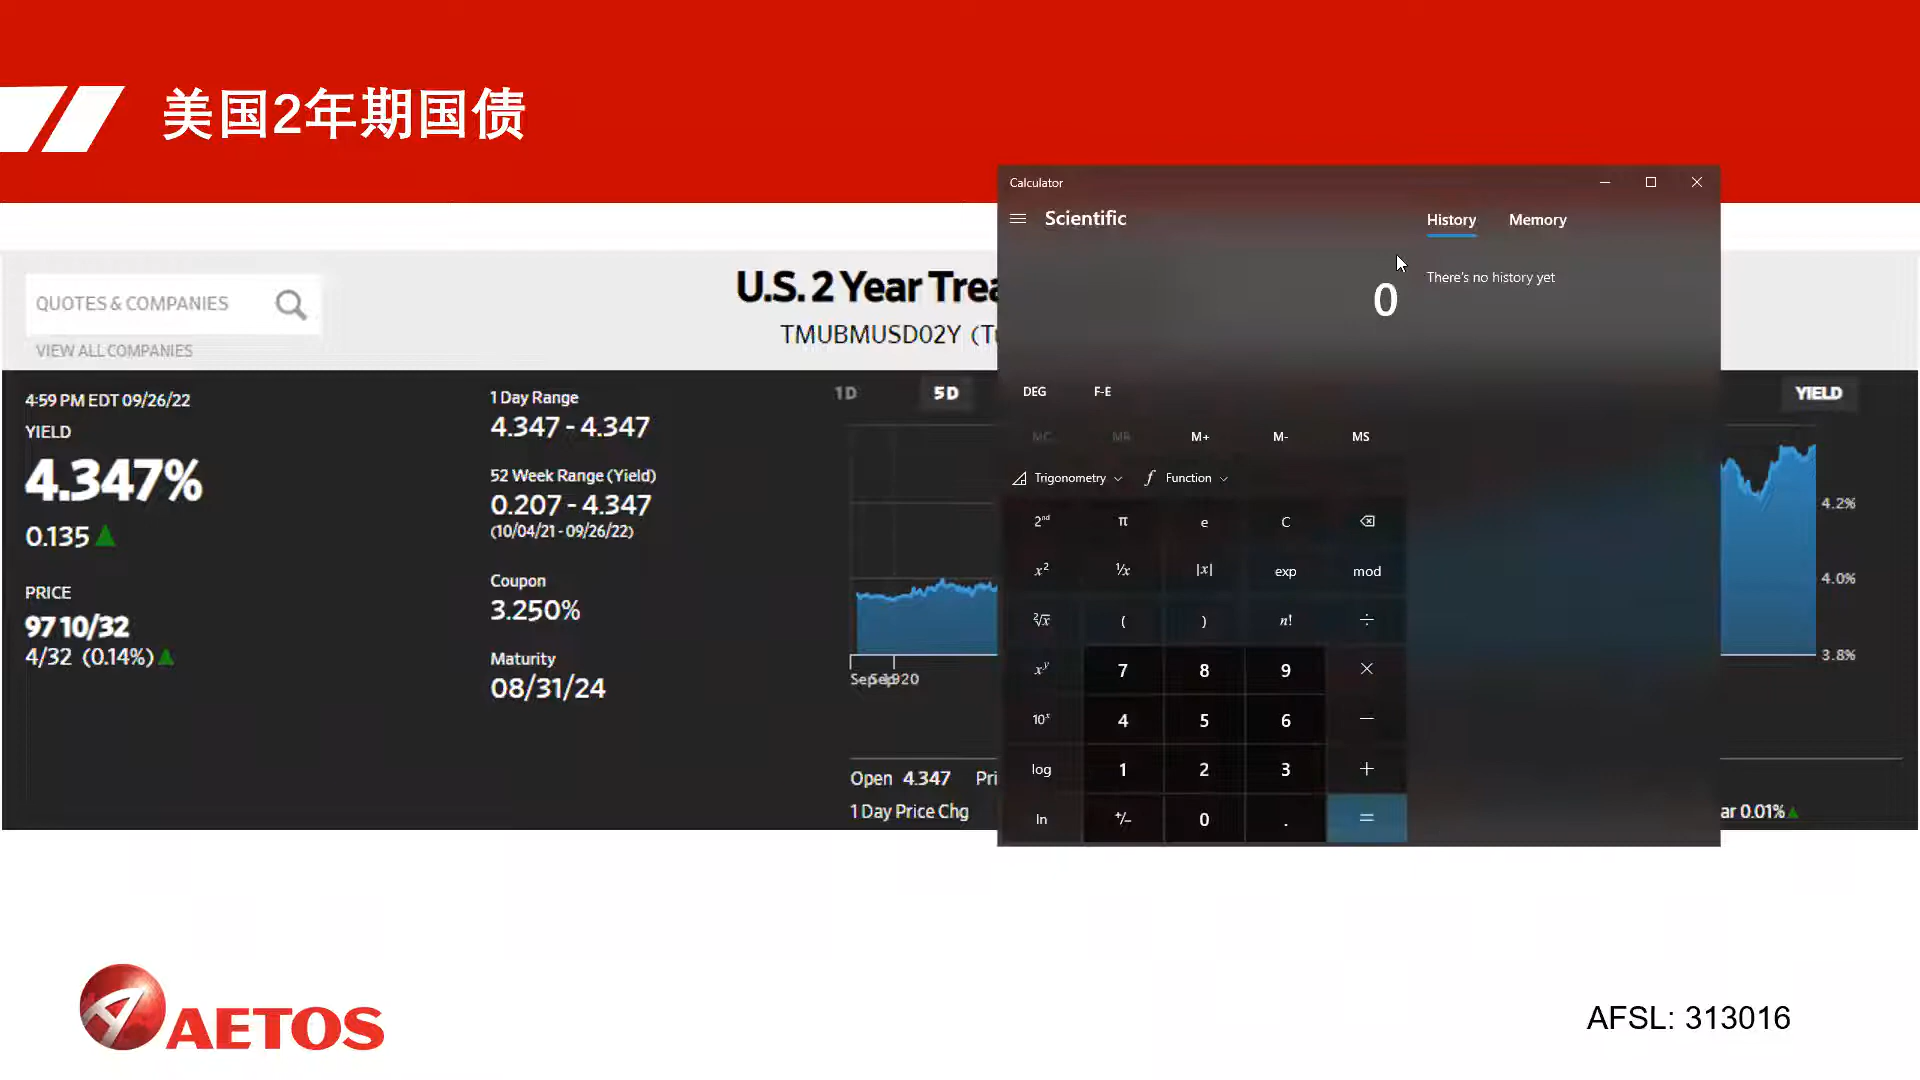 美国2年期国债
Calculator
Scientific
History Memory
There's no history yet
0
QUOTES & COMPANIES
VIEW ALL COMPANIES
U.S. 2 Year
TMUBMUSD02Y
4:59 PM EDT 09/26/22
YIELD
4.347%
0.135
PRICE
97 10/32
4/32 (0.14%)
1 Day Range
4.347 - 4.347
52 Week Range (Yield)
0.207 - 4.347
(10/04/21 - 09/26/22)
Coupon
3.250%
Maturity
08/31/24
1D 5D
YIELD
4.2%
4.0%
3.8%
Open 4.347
1 Day Price Chg
0.01%
DEG F-E
MC MR M+ M- MS
Trigonometry f Function
2ⁿᵈ π e C
x² ¹/x |x| exp mod
²√x ( ) n! ÷
xʸ 7 8 9 ×
10ˣ 4 5 6 −
log 1 2 3 +
ln +/− 0 . =
AETOS
AFSL: 313016